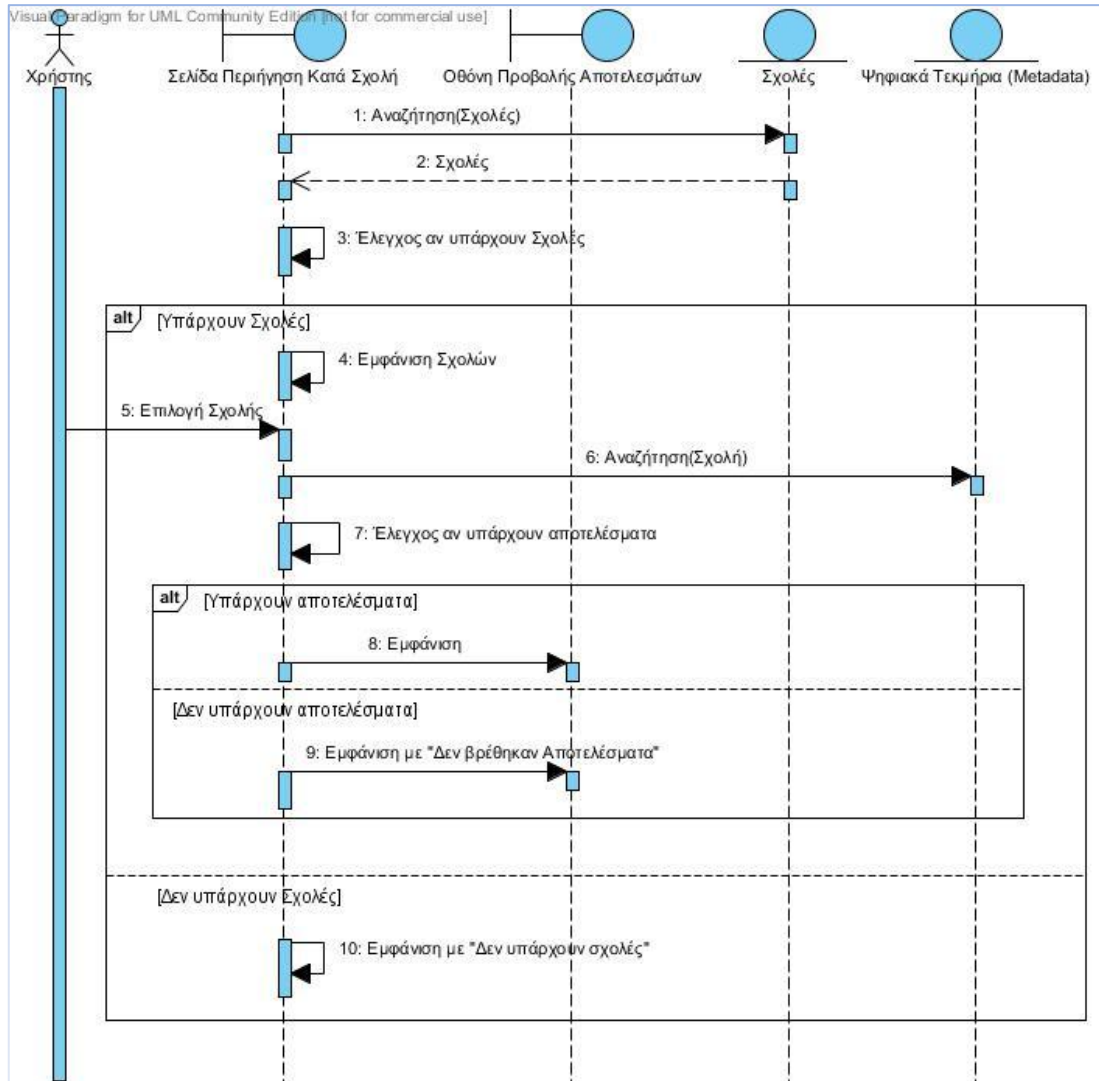 Visual Paradigm for UML Community Edition [not for commercial use]
Χρήστης
Σελίδα Περιήγηση Κατά Σχολή
Οθόνη Προβολής Αποτελεσμάτων
Σχολές
Ψηφιακά Τεκμήρια (Metadata)
1: Αναζήτηση(Σχολές)
2: Σχολές
3: Έλεγχος αν υπάρχουν Σχολές
alt
[Υπάρχουν Σχολές]
4: Εμφάνιση Σχολών
5: Επιλογή Σχολής
6: Αναζήτηση(Σχολή)
7: Έλεγχος αν υπάρχουν αποτελέσματα
alt
[Υπάρχουν αποτελέσματα]
8: Εμφάνιση
[Δεν υπάρχουν αποτελέσματα]
9: Εμφάνιση με "Δεν βρέθηκαν Αποτελέσματα"
[Δεν υπάρχουν Σχολές]
10: Εμφάνιση με "Δεν υπάρχουν σχολές"